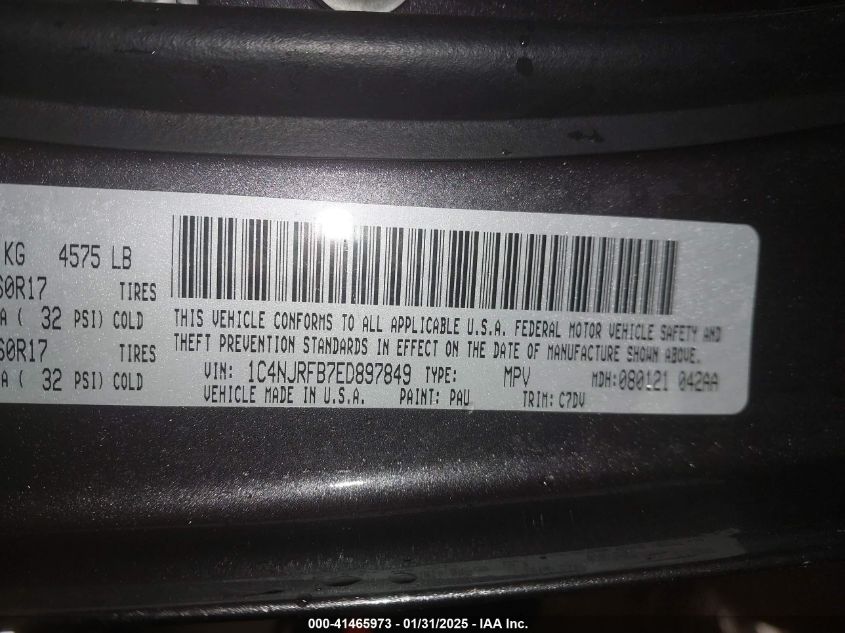 KG 4575 LB
60R17 TIRES
A ( 32 PSI) COLD
60R17 TIRES
A ( 32 PSI) COLD
THIS VEHICLE CONFORMS TO ALL APPLICABLE U.S.A. FEDERAL MOTOR VEHICLE SAFETY AND
THEFT PREVENTION STANDARDS IN EFFECT ON THE DATE OF MANUFACTURE SHOWN ABOVE.
VIN: 1C4NJRFB7ED897849 TYPE: MPV MDH:080121 042AA
VEHICLE MADE IN U.S.A. PAINT: PAU TRIM: C7DV
000-41465973 - 01/31/2025 - IAA Inc.